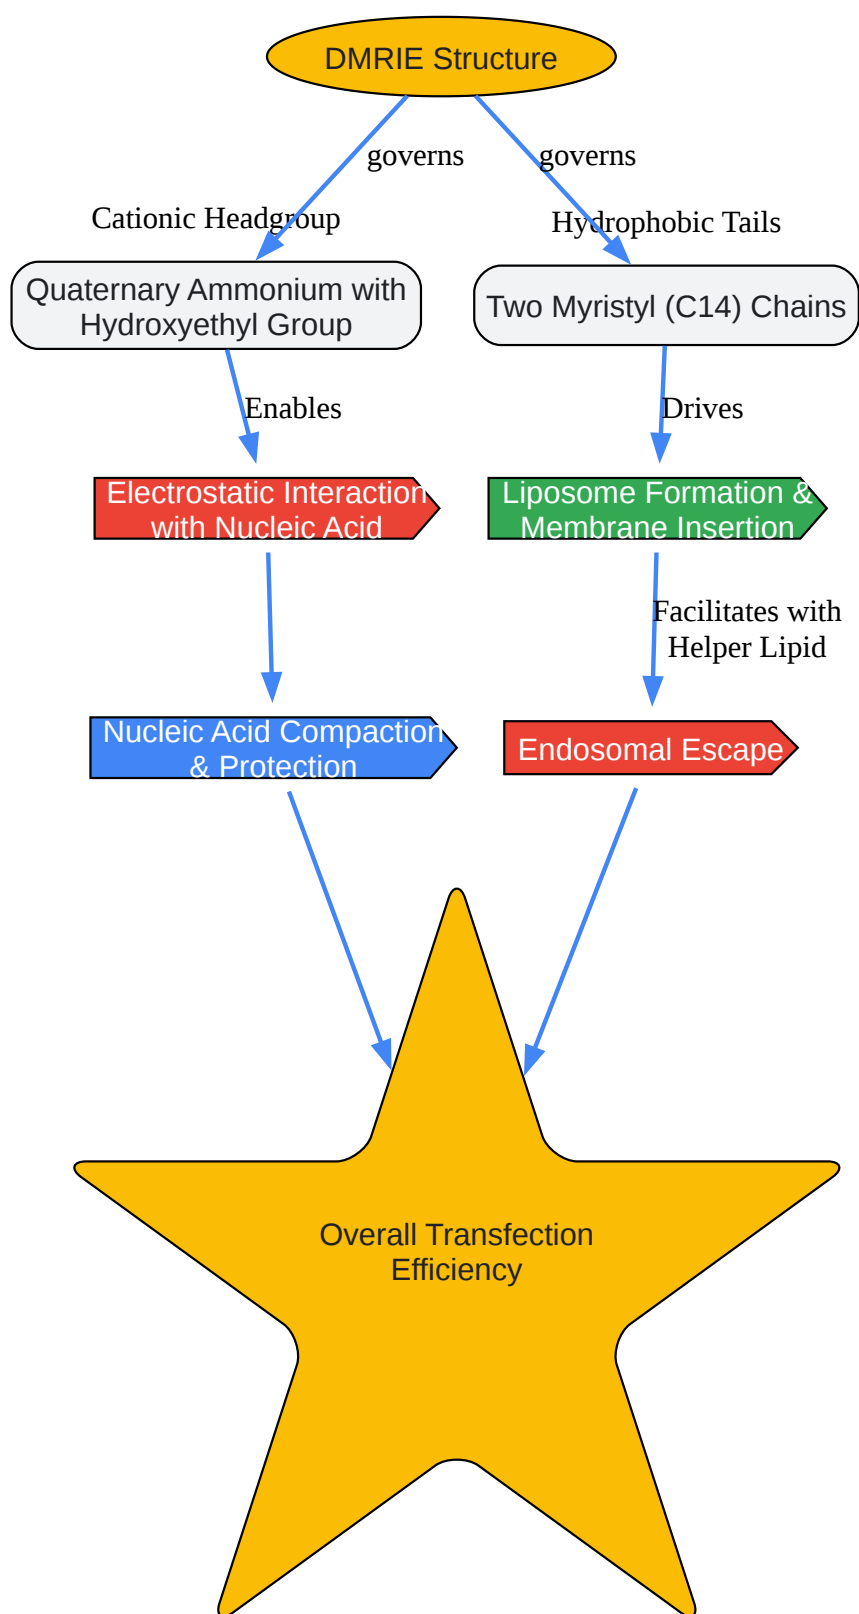 DMRIE Structure
governs
governs
Cationic Headgroup
Hydrophobic Tails
Quaternary Ammonium with
Hydroxyethyl Group
Two Myristyl (C14) Chains
Enables
Drives
Electrostatic Interaction
with Nucleic Acid
Liposome Formation &
Membrane Insertion
Facilitates with
Helper Lipid
Nucleic Acid Compaction
& Protection
Endosomal Escape
Overall Transfection
Efficiency